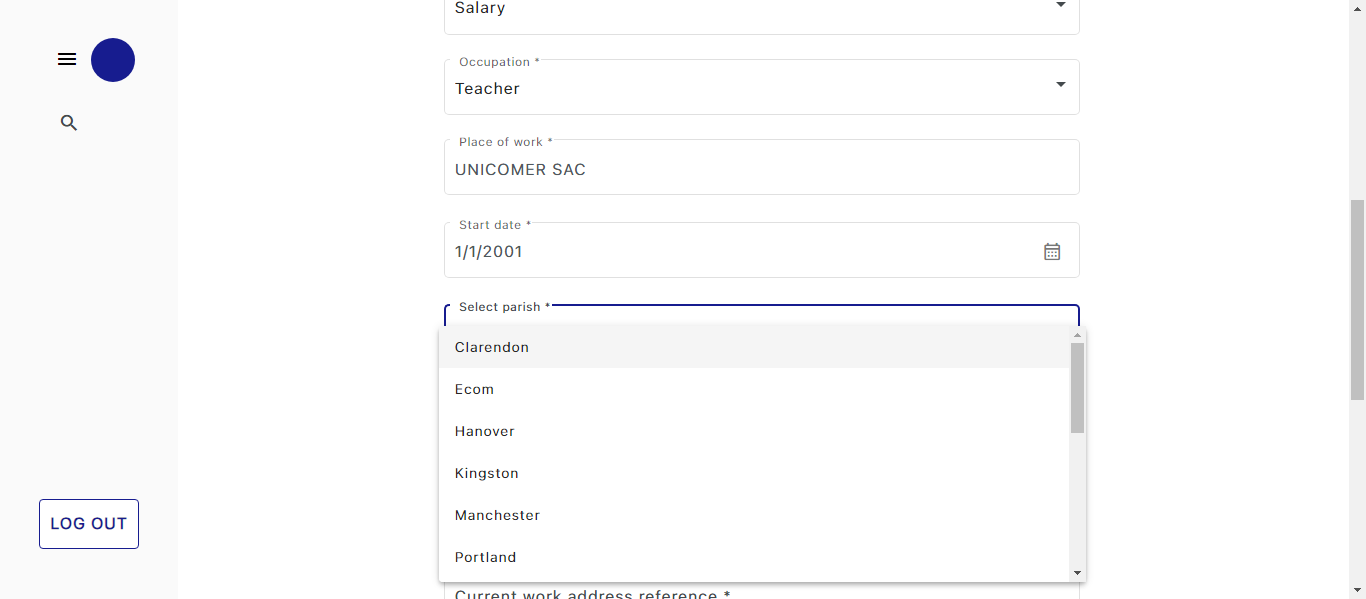 Salary
Occupation *
Teacher
Place of work *
UNICOMER SAC
Start date *
1/1/2001
Select parish *
Clarendon
Ecom
Hanover
Kingston
Manchester
LOG OUT
Portland
Current work address reference *